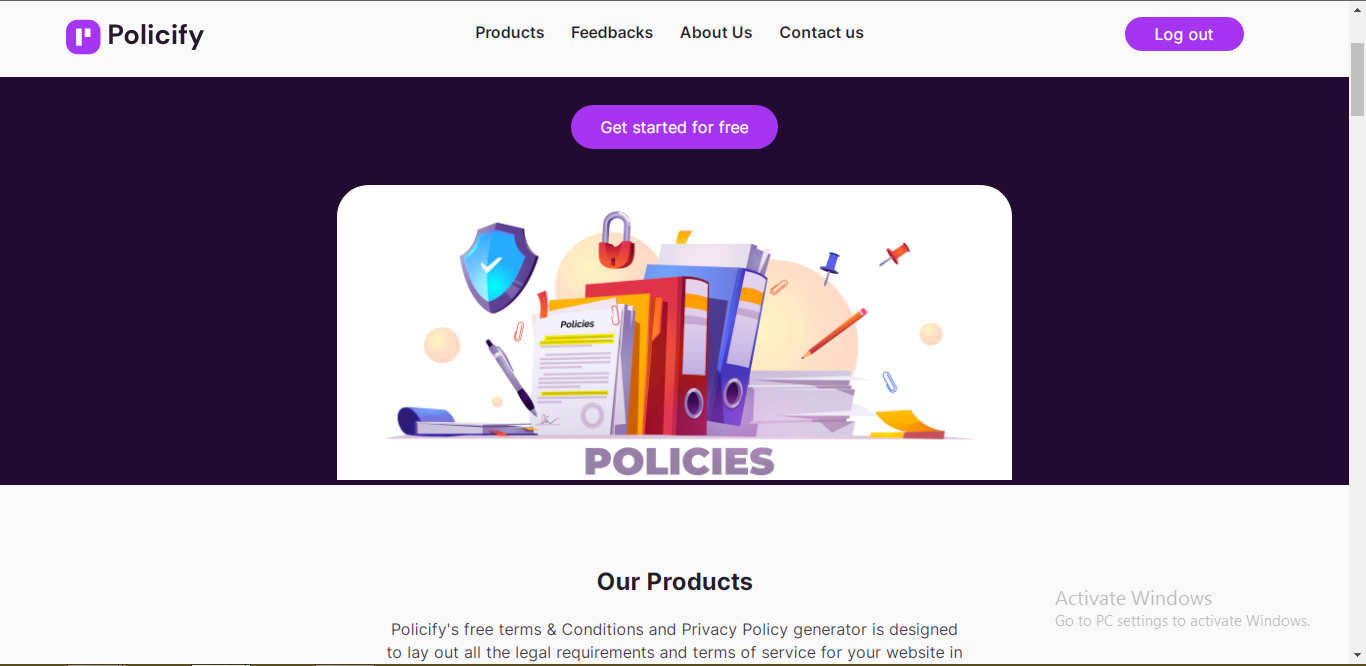 Policify
Products Feedbacks About Us Contact us
Log out
Get started for free
Policies
POLICIES
Our Products
Policify's free terms & Conditions and Privacy Policy generator is designed
to lay out all the legal requirements and terms of service for your website in
Activate Windows
Go to PC settings to activate Windows.